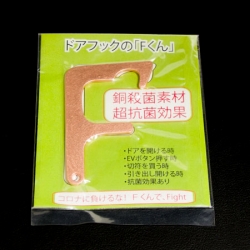 ドアフックの「Fくん」
銅殺菌素材
超抗菌効果
・ドアを開ける時
・EVボタン押す時
・切符を買う時
・引き出し開ける時
・抗菌効果あり
コロナに負けるな！Fくんで、Fight